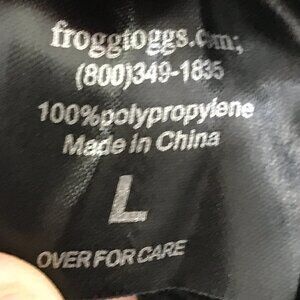 froggtoggs.com;
(800)349-1835
100%polypropylene
Made in China
L
OVER FOR CARE